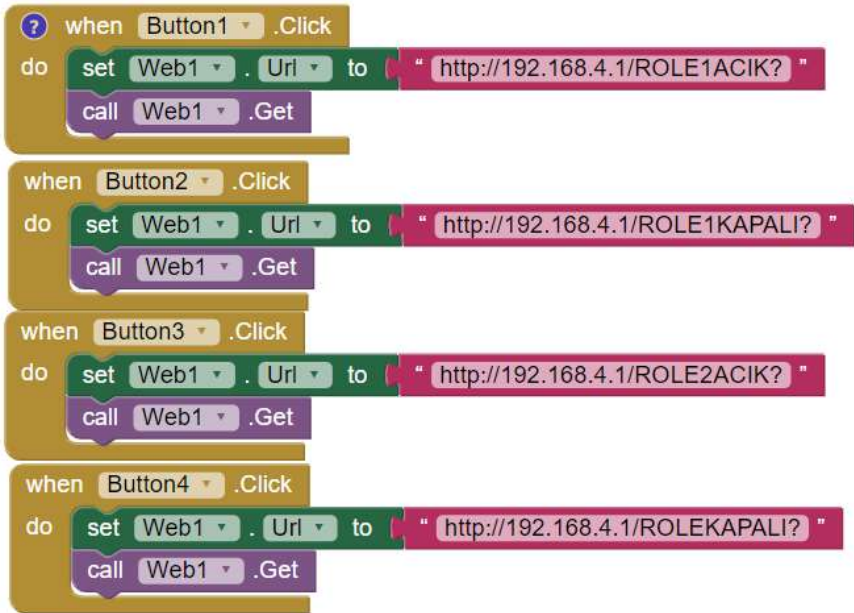 ? when Button1 .Click
do set Web1 . Url to " http://192.168.4.1/ROLE1ACIK? "
call Web1 .Get
when Button2 .Click
do set Web1 . Url to " http://192.168.4.1/ROLE1KAPALI? "
call Web1 .Get
when Button3 .Click
do set Web1 . Url to " http://192.168.4.1/ROLE2ACIK? "
call Web1 .Get
when Button4 .Click
do set Web1 . Url to " http://192.168.4.1/ROLEKAPALI? "
call Web1 .Get